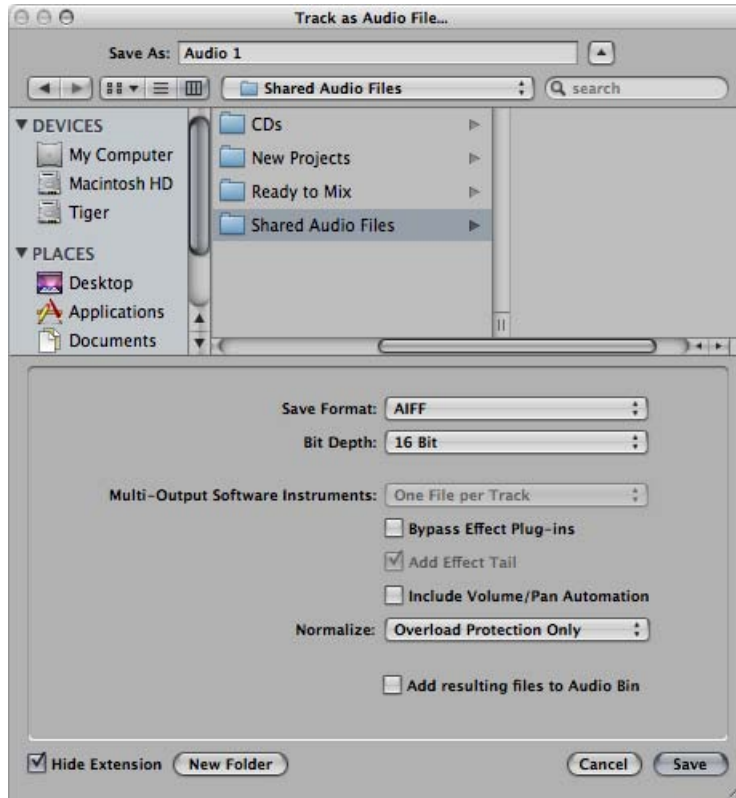 Track as Audio File...
Save As: Audio 1
Shared Audio Files
search
DEVICES
My Computer
Macintosh HD
Tiger
PLACES
Desktop
Applications
Documents
CDs
New Projects
Ready to Mix
Shared Audio Files
Save Format: AIFF
Bit Depth: 16 Bit
Multi-Output Software Instruments: One File per Track
Bypass Effect Plug-ins
Add Effect Tail
Include Volume/Pan Automation
Normalize: Overload Protection Only
Add resulting files to Audio Bin
Hide Extension New Folder Cancel Save